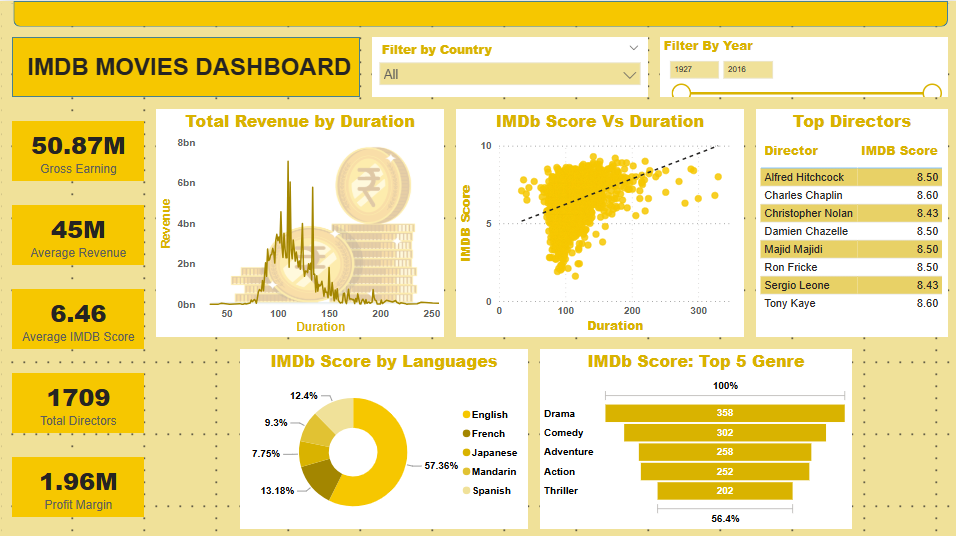 IMDB MOVIES DASHBOARD
Filter by Country
All
Filter By Year
1927 2016
50.87M
Gross Earning
45M
Average Revenue
6.46
Average IMDB Score
1709
Total Directors
1.96M
Profit Margin
Total Revenue by Duration
Revenue
8bn
6bn
4bn
2bn
0bn
50 100 150 200 250
Duration
₹
₹
IMDb Score Vs Duration
IMDB Score
10
5
0
0 100 200 300
Duration
Top Directors
Director IMDB Score
Alfred Hitchcock 8.50
Charles Chaplin 8.60
Christopher Nolan 8.43
Damien Chazelle 8.50
Majid Majidi 8.50
Ron Fricke 8.50
Sergio Leone 8.43
Tony Kaye 8.60
IMDb Score by Languages
12.4%
9.3%
7.75%
13.18%
57.36%
English
French
Japanese
Mandarin
Spanish
IMDb Score: Top 5 Genre
100%
Drama 358
Comedy 302
Adventure 258
Action 252
Thriller 202
56.4%